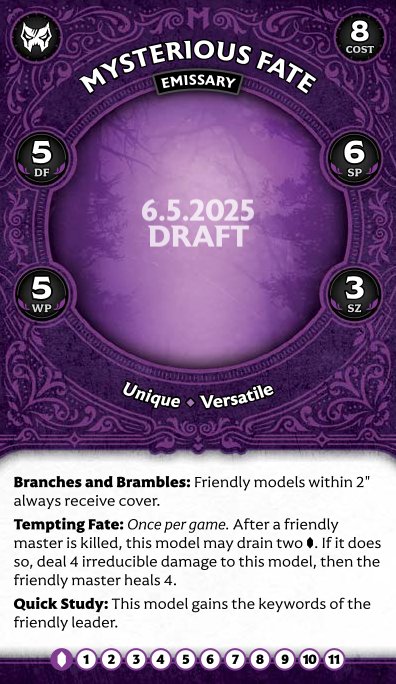 8
COST
MYSTERIOUS FATE
EMISSARY
5
DF
6
SP
6.5.2025
DRAFT
5
WP
3
SZ
Unique ◆ Versatile
Branches and Brambles: Friendly models within 2"
always receive cover.
Tempting Fate: Once per game. After a friendly
master is killed, this model may drain two ⬮. If it does
so, deal 4 irreducible damage to this model, then the
friendly master heals 4.
Quick Study: This model gains the keywords of the
friendly leader.
1 2 3 4 5 6 7 8 9 10 11